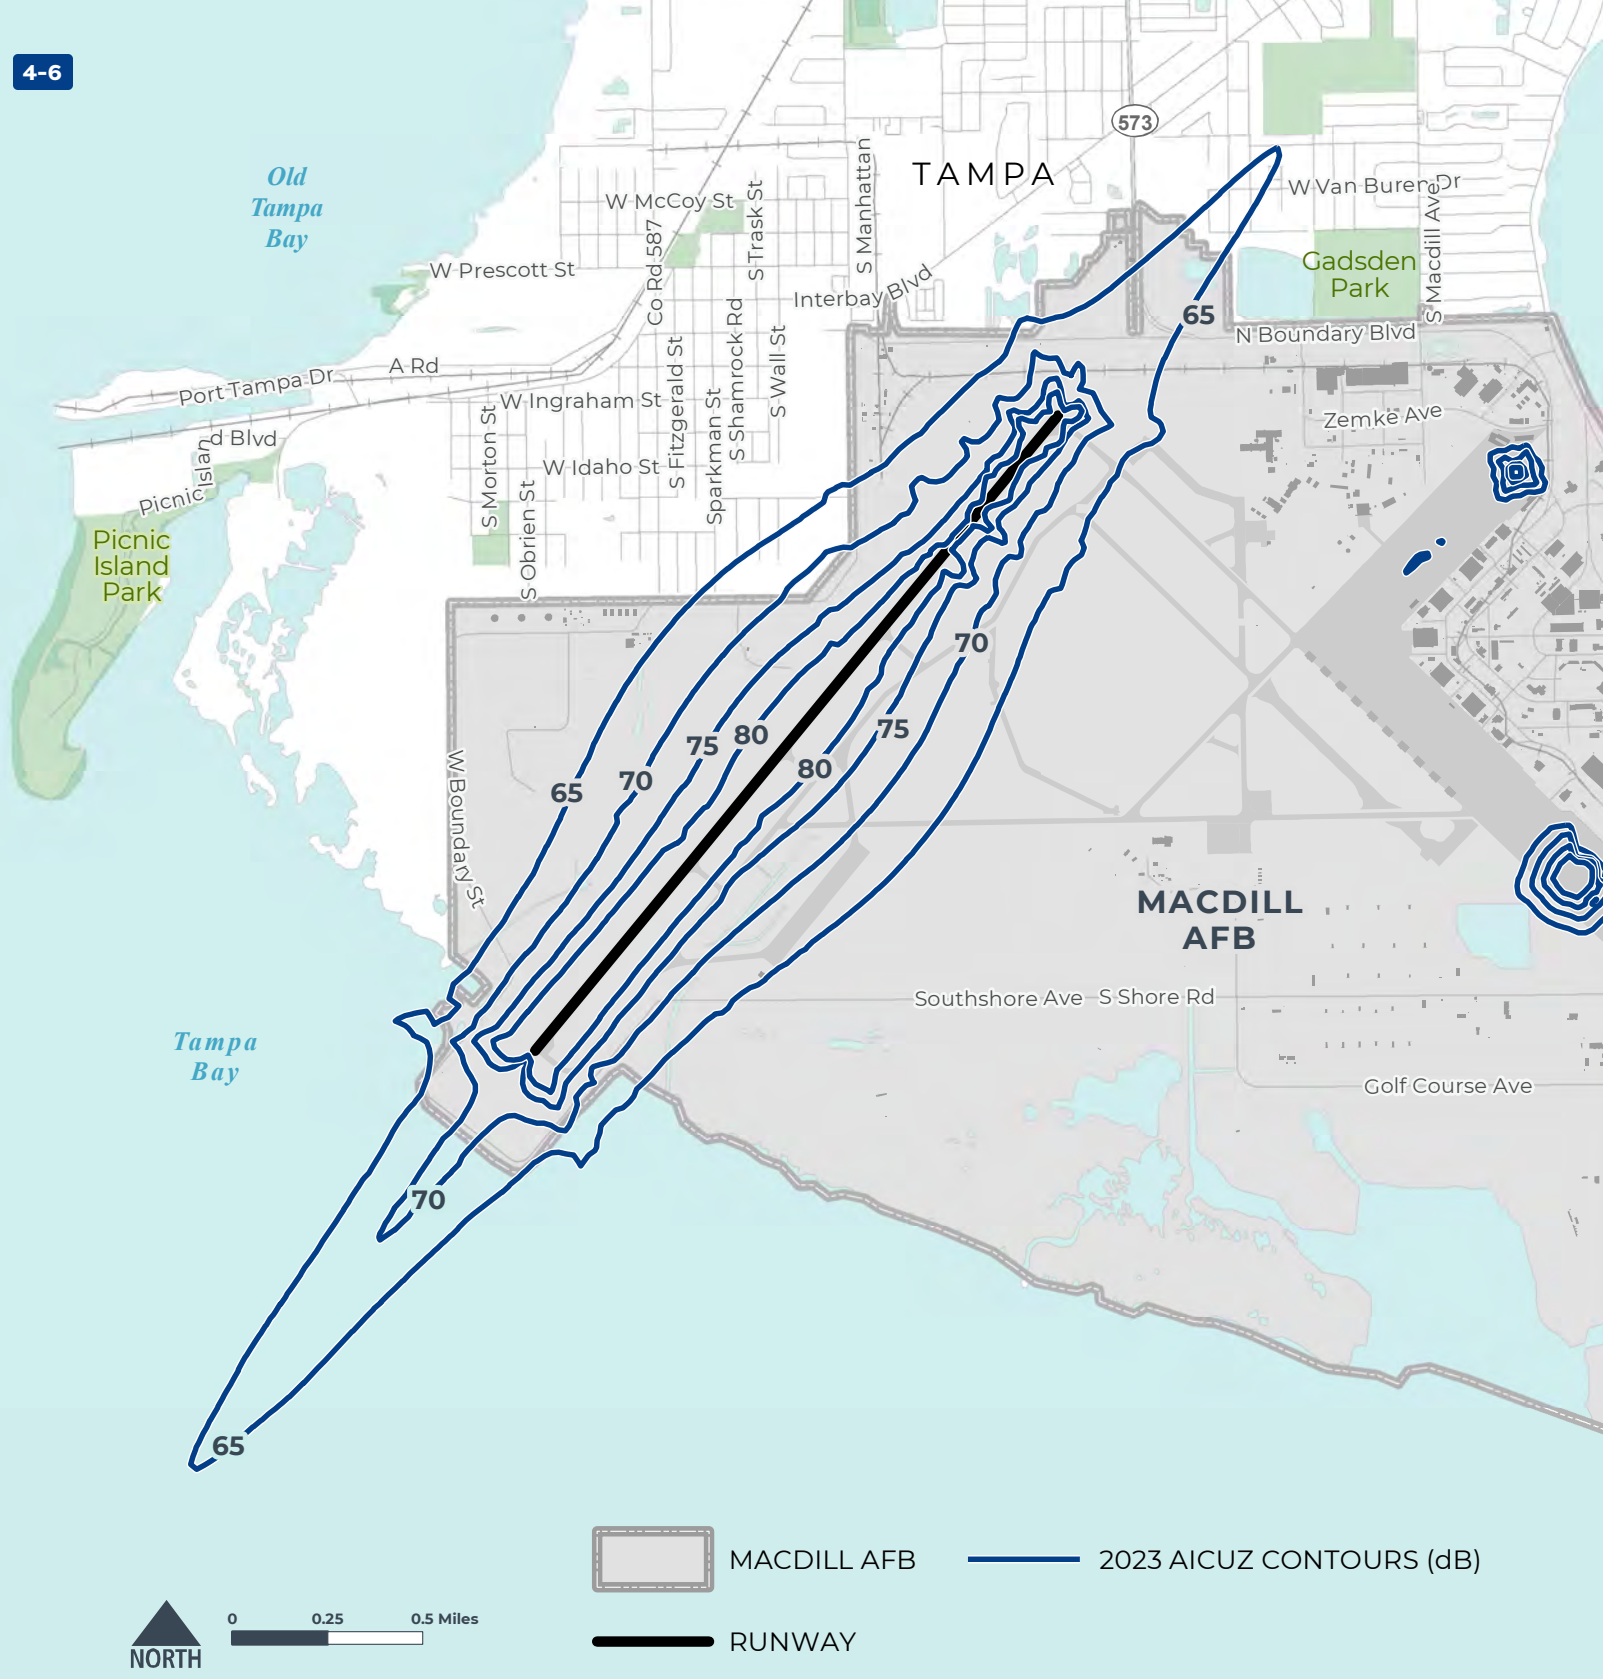 4-6
573
TAMPA
Old
Tampa
Bay
W Van Buren Dr
W McCoy St
S Trask St
S Manhattan
S Macdill Ave
Co Rd 587
W Prescott St
Gadsden
Park
Interbay Blvd
65
N Boundary Blvd
A Rd
Port Tampa Dr
W Ingraham St
S Fitzgerald St
S Shamrock Rd
S Wall St
Zemke Ave
S Morton St
Sparkman St
d Blvd
W Idaho St
Picnic Islan
S Obrien St
Picnic
Island
Park
70
75
80
75
80
70
65
W Boundary St
MACDILL
AFB
Southshore Ave
S Shore Rd
Tampa
Bay
Golf Course Ave
70
65
MACDILL AFB
2023 AICUZ CONTOURS (dB)
0
0.25
0.5 Miles
RUNWAY
NORTH